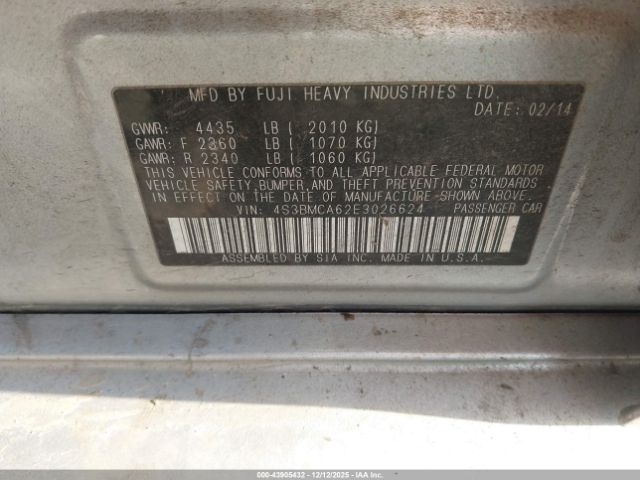 MFD BY FUJI HEAVY INDUSTRIES LTD.
DATE: 02/14
GVWR: 4435 LB ( 2010 KG)
GAWR: F 2360 LB ( 1070 KG)
GAWR: R 2340 LB ( 1060 KG)
THIS VEHICLE CONFORMS TO ALL APPLICABLE FEDERAL MOTOR
VEHICLE SAFETY, BUMPER, AND THEFT PREVENTION STANDARDS
IN EFFECT ON THE DATE OF MANUFACTURE SHOWN ABOVE.
VIN: 4S3BMCA62E3026624 PASSENGER CAR
ASSEMBLED BY SIA INC. MADE IN U.S.A.
000-43905432 - 12/12/2025 - IAAI.COM